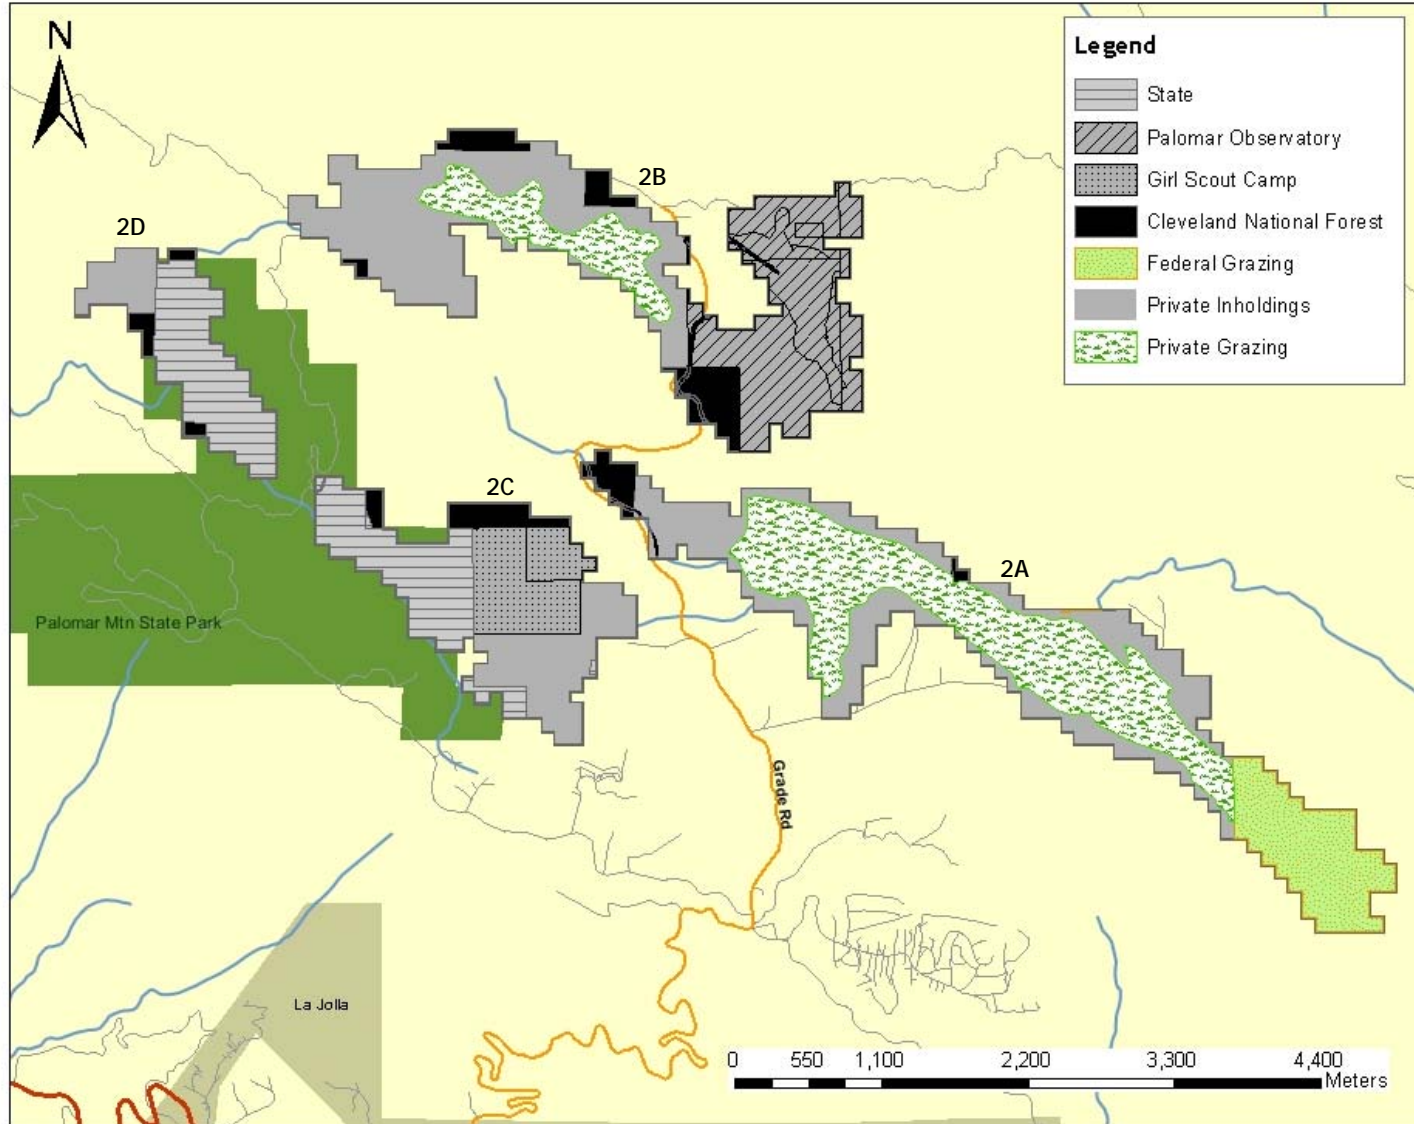 N
Legend
State
Palomar Observatory
Girl Scout Camp
Cleveland National Forest
Federal Grazing
Private Inholdings
Private Grazing
2B
2D
2C
2A
Palomar Mtn State Park
Grade Rd
La Jolla
0 550 1,100 2,200 3,300 4,400
Meters